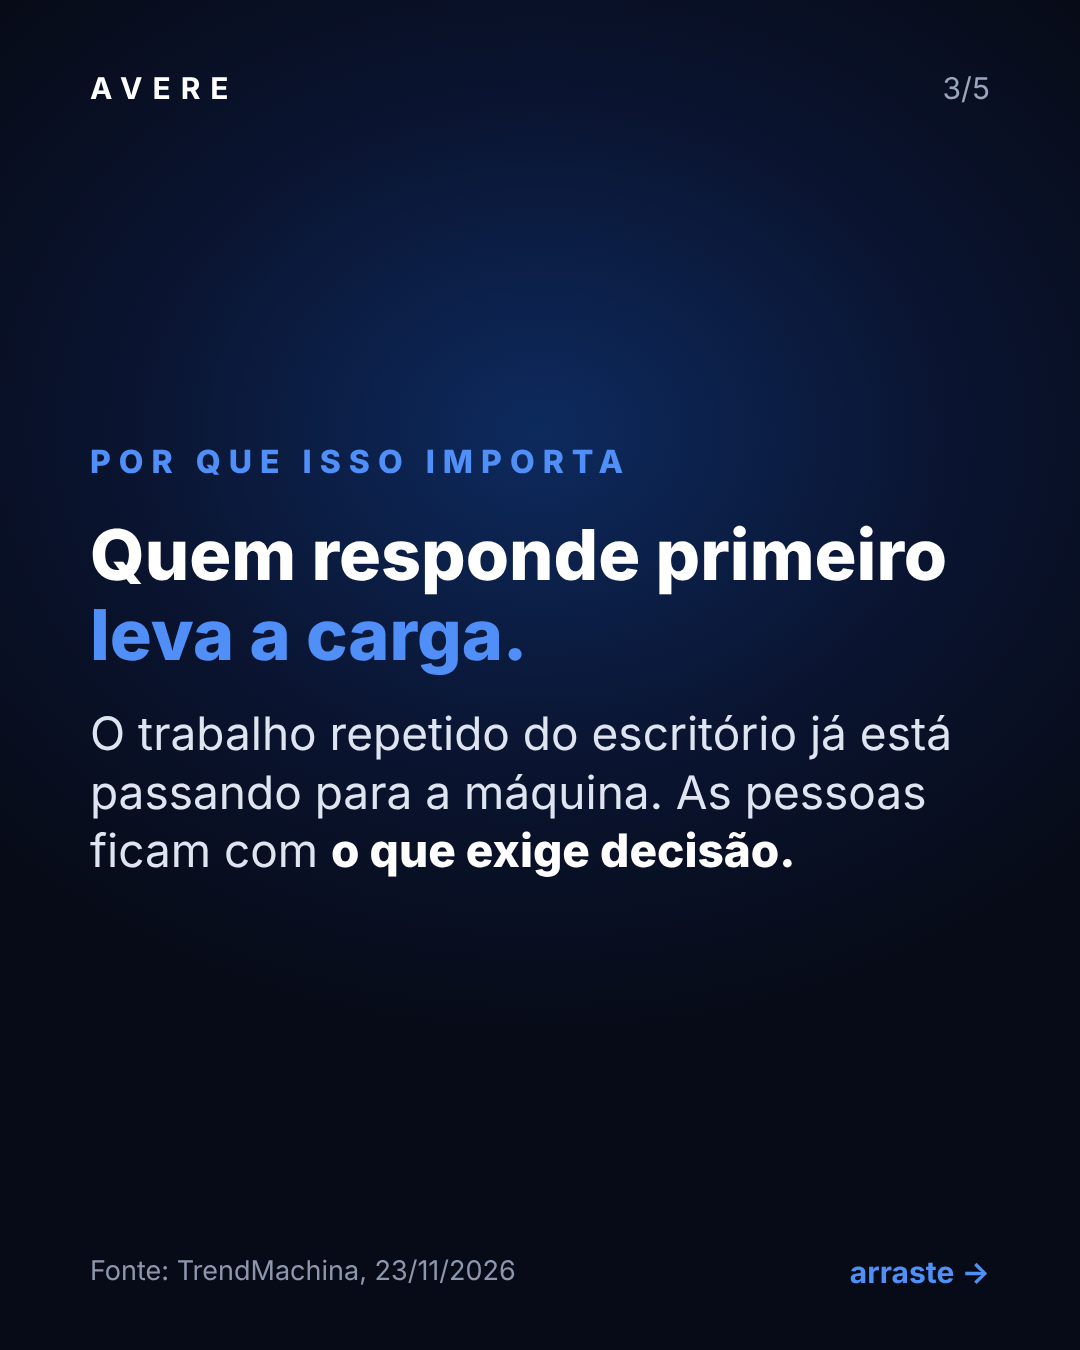 AVERE
3/5
POR QUE ISSO IMPORTA
Quem responde primeiro
leva a carga.
O trabalho repetido do escritório já está
passando para a máquina. As pessoas
ficam com o que exige decisão.
Fonte: TrendMachina, 23/11/2026
arraste →